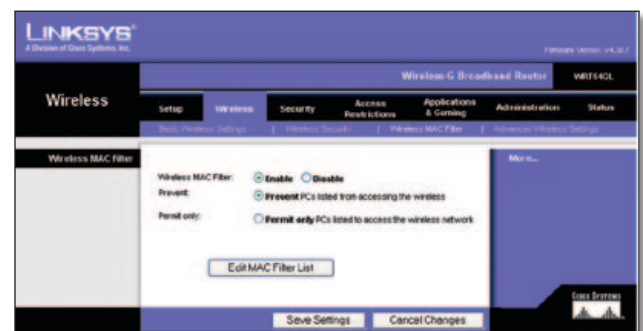 LINKSYS®
A Division of Cisco Systems, Inc.
Firmware Version: v4.30.7
Wireless-G Broadband Router
WRT54GL
Wireless
Setup
Wireless
Security
Access Restrictions
Applications & Gaming
Administration
Status
Basic Wireless Settings | Wireless Security | Wireless MAC Filter | Advanced Wireless Settings
Wireless MAC Filter
More...
Wireless MAC Filter: Enable Disable
Prevent: Prevent PCs listed from accessing the wireless
Permit only: Permit only PCs listed to access the wireless network
Edit MAC Filter List
Save Settings
Cancel Changes
Cisco Systems